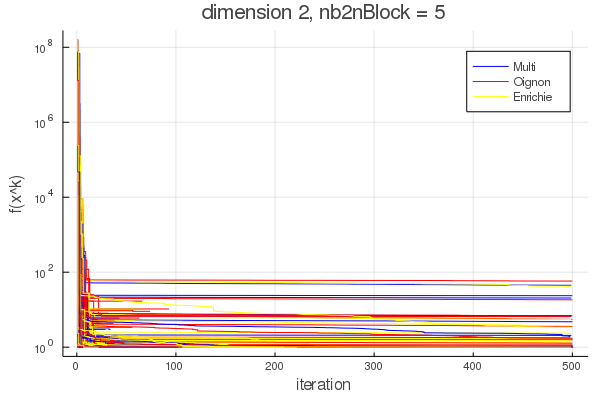 dimension 2, nb2nBlock = 5
10^8
10^6
10^4
10^2
10^0
f(x^k)
Multi
Oignon
Enrichie
0 100 200 300 400 500
iteration